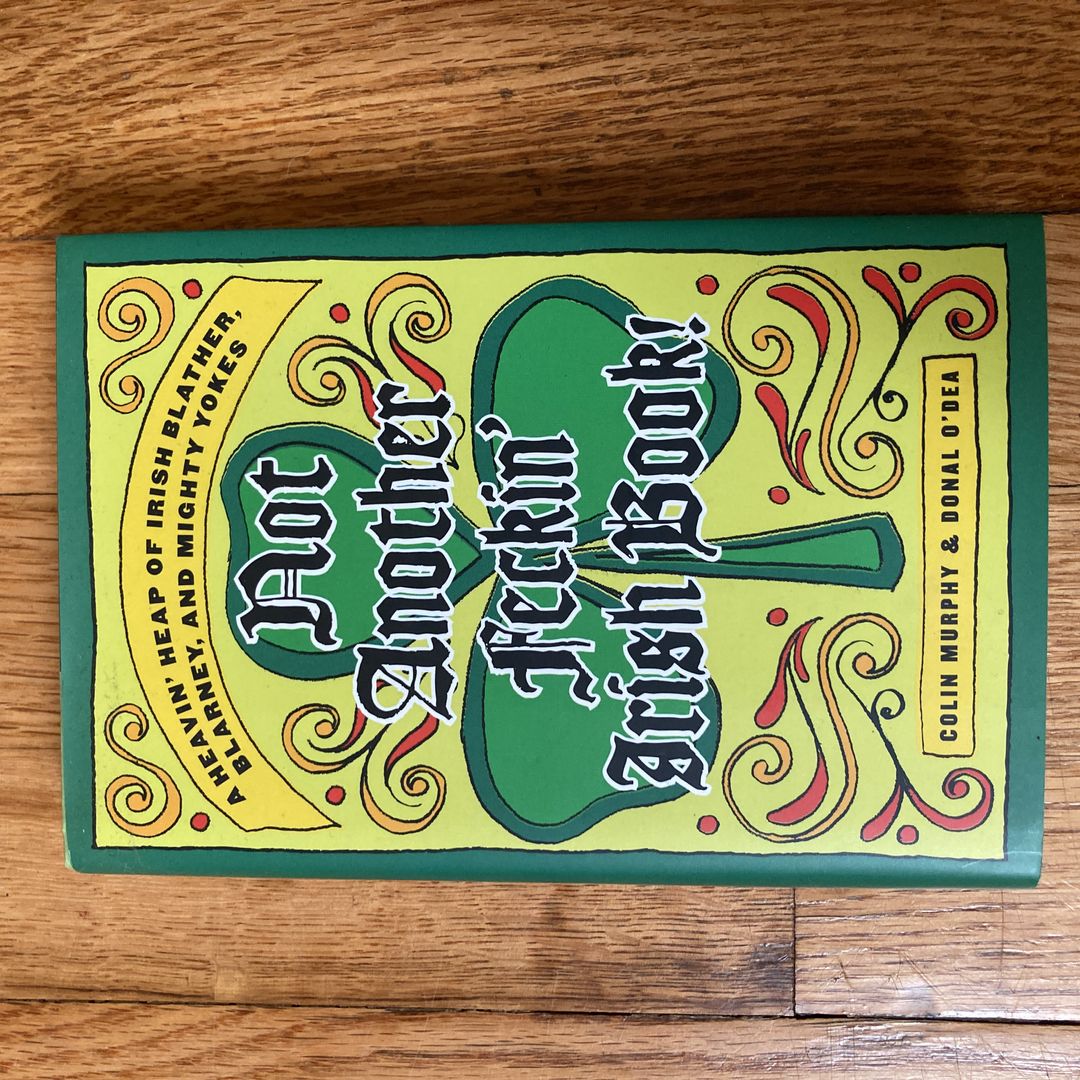 A HEAVIN' HEAP OF IRISH BLATHER,
BLARNEY, AND MIGHTY YOKES
Not
Another
Feckin'
Irish Book!
COLIN MURPHY & DONAL O'DEA